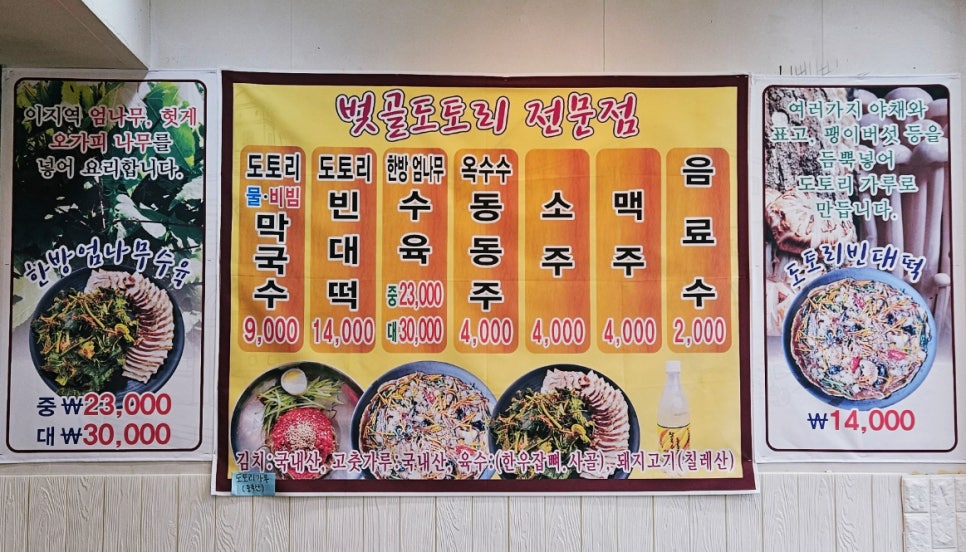 이지역 엄나무, 헛게
오가피 나무를
넣어 요리합니다.
한방엄나무수육
중 ₩23,000
대 ₩30,000
벚골도토리 전문점
도토리
물·비빔
막국수
9,000
도토리
빈대떡
14,000
한방 엄나무
수육
중 23,000
대 30,000
옥수수
동동주
4,000
소주
4,000
맥주
4,000
음료수
2,000
김치:국내산, 고춧가루:국내산, 육수:(한우잡뼈,사골), 돼지고기(칠레산)
도토리가루
여러가지 야채와
표고, 팽이버섯 등을
듬뿍넣어
도토리 가루로
만듭니다.
도토리빈대떡
₩14,000